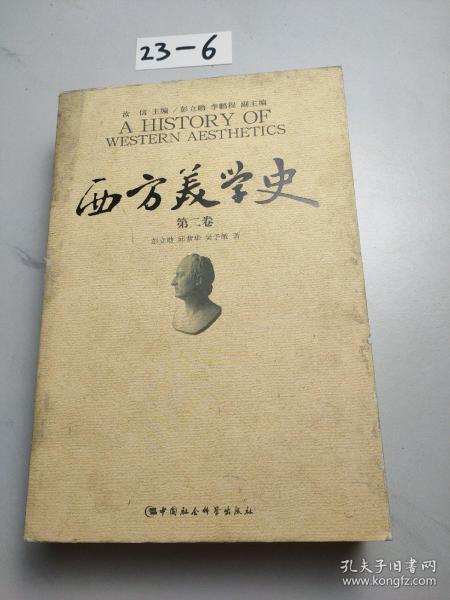 23-6
汝 信 主编 / 彭立勋 李鹏程 副主编
A HISTORY OF
WESTERN AESTHETICS
西方美学史
第二卷
彭立勋 邱紫华 吴予敏 著
中国社会科学出版社
孔夫子旧书网
www.kongfz.com